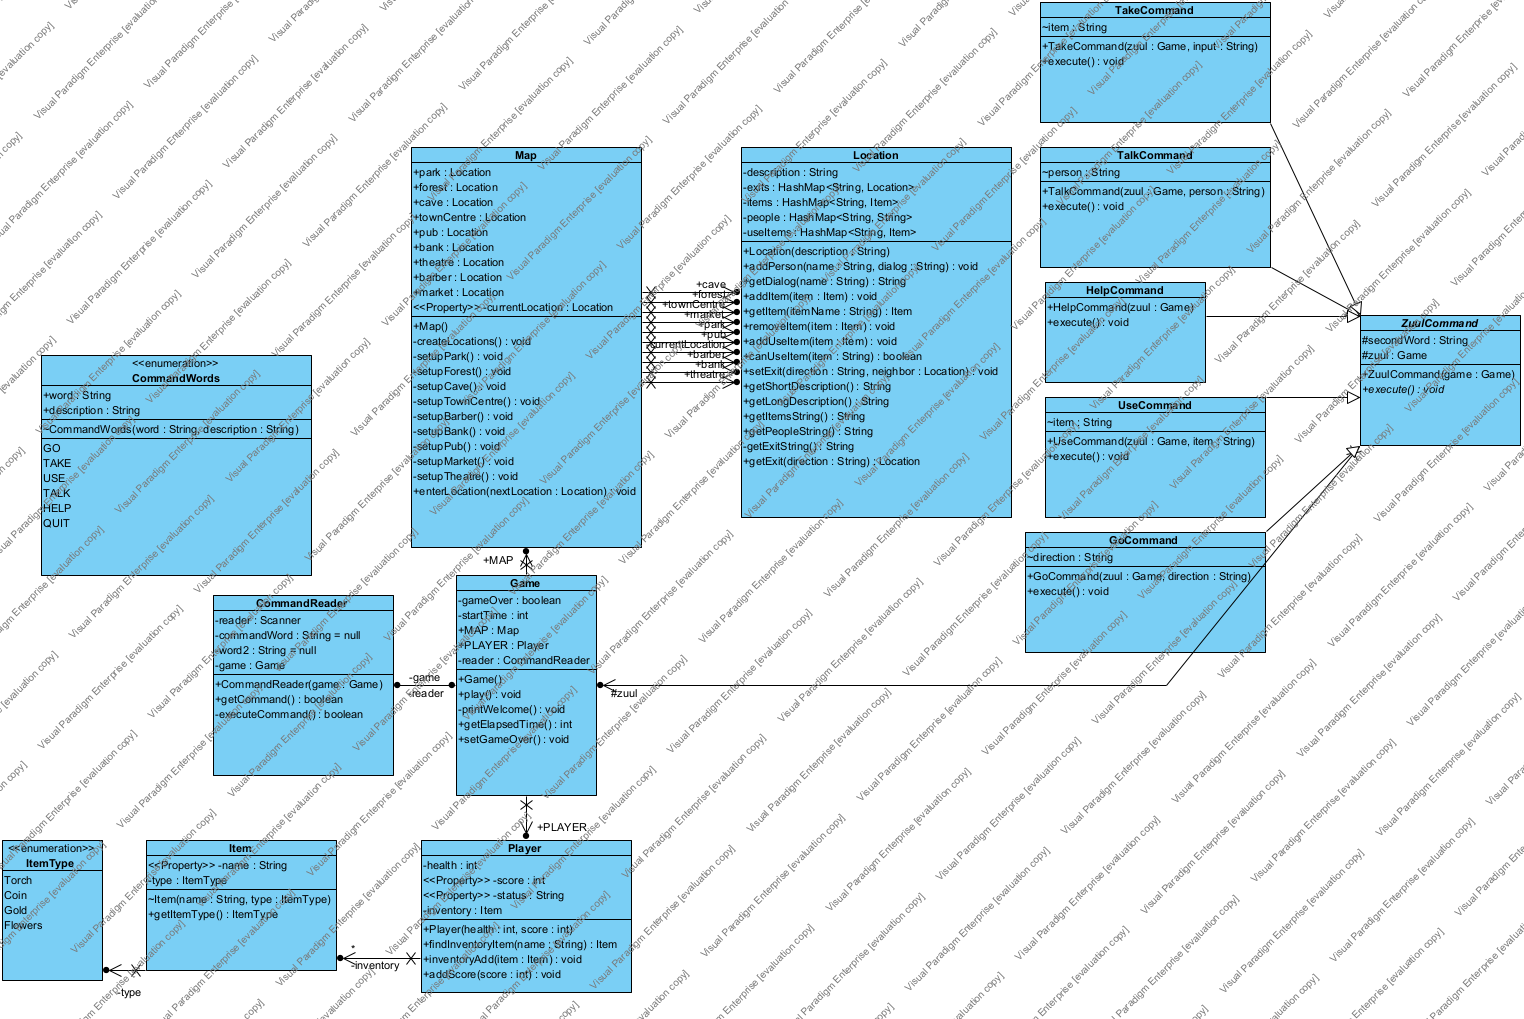 TakeCommand
~item : String
+TakeCommand(zuul : Game, input : String)
+execute() : void
Map
+park : Location
+forest : Location
+cave : Location
+townCentre : Location
+pub : Location
+bank : Location
+theatre : Location
+barber : Location
+market : Location
<<Property>> -currentLocation : Location
+Map()
-createLocations() : void
-setupPark() : void
-setupForest() : void
-setupCave() : void
-setupTownCentre() : void
-setupBarber() : void
-setupBank() : void
-setupPub() : void
-setupMarket() : void
-setupTheatre() : void
+enterLocation(nextLocation : Location) : void
+cave
+forest
+townCentre
+market
+park
+pub
-currentLocation
+barber
+bank
+theatre
Location
-description : String
-exits : HashMap<String, Location>
-items : HashMap<String, Item>
-people : HashMap<String, String>
-useItems : HashMap<String, Item>
+Location(description : String)
+addPerson(name : String, dialog : String) : void
+getDialog(name : String) : String
+addItem(item : Item) : void
+getItem(itemName : String) : Item
+removeItem(item : Item) : void
+addUseItem(item : Item) : void
+canUseItem(item : String) : boolean
+setExit(direction : String, neighbor : Location) : void
+getShortDescription() : String
+getLongDescription() : String
+getItemsString() : String
+getPeopleString() : String
-getExitString() : String
+getExit(direction : String) : Location
TalkCommand
~person : String
+TalkCommand(zuul : Game, person : String)
+execute() : void
HelpCommand
+HelpCommand(zuul : Game)
+execute() : void
ZuulCommand
#secondWord : String
#zuul : Game
+ZuulCommand(game : Game)
+execute() : void
UseCommand
~item : String
+UseCommand(zuul : Game, item : String)
+execute() : void
GoCommand
~direction : String
+GoCommand(zuul : Game, direction : String)
+execute() : void
<<enumeration>>
CommandWords
+word : String
+description : String
~CommandWords(word : String, description : String)
GO
TAKE
USE
TALK
HELP
QUIT
+MAP
CommandReader
-reader : Scanner
-commandWord : String = null
-word2 : String = null
-game : Game
+CommandReader(game : Game)
+getCommand() : boolean
-executeCommand() : boolean
-game
-reader
Game
-gameOver : boolean
-startTime : int
+MAP : Map
+PLAYER : Player
-reader : CommandReader
+Game()
+play() : void
-printWelcome() : void
+getElapsedTime() : int
+setGameOver() : void
#zuul
+PLAYER
<<enumeration>>
ItemType
Torch
Coin
Gold
Flowers
-type
Item
<<Property>> -name : String
-type : ItemType
~Item(name : String, type : ItemType)
+getItemType() : ItemType
*
-inventory
Player
-health : int
<<Property>> -score : int
<<Property>> -status : String
-inventory : Item
+Player(health : int, score : int)
+findInventoryItem(name : String) : Item
+inventoryAdd(item : Item) : void
+addScore(score : int) : void
Visual Paradigm Enterprise [evaluation copy]